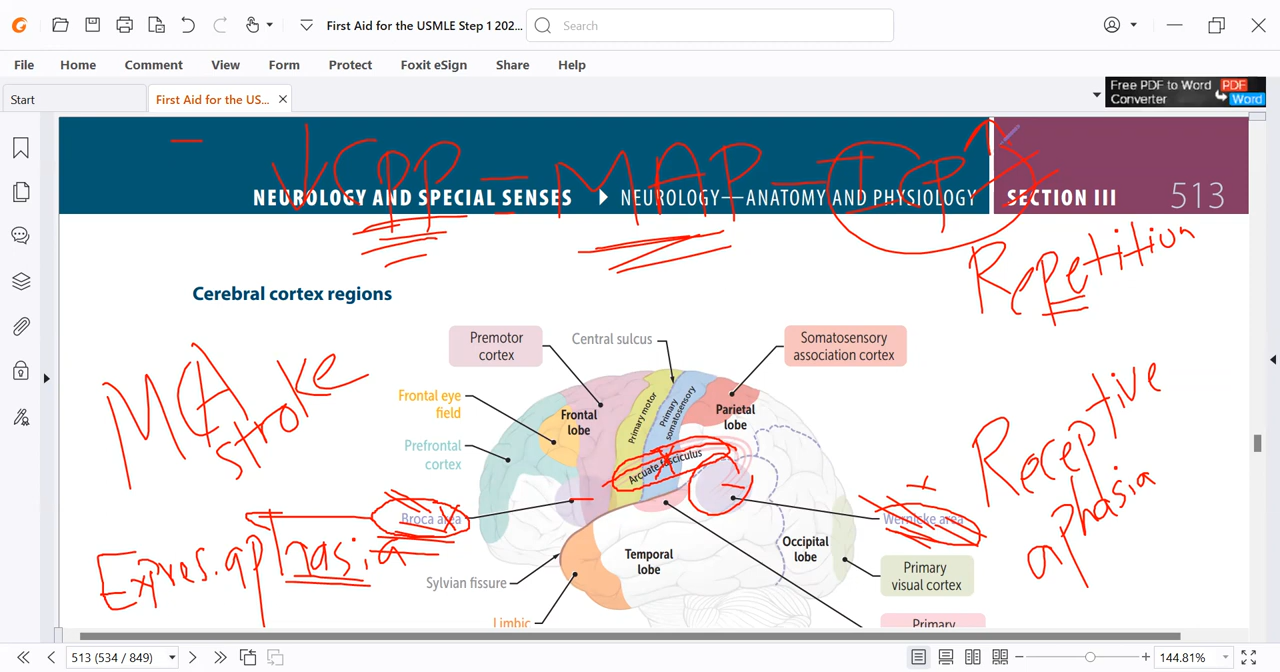 First Aid for the USMLE Step 1 202...
Search
File Home Comment View Form Protect Foxit eSign Share Help
Start
First Aid for the US...
Free PDF to Word
Converter
PDF
Word
↓ CPP = MAP - ICP ↑
NEUROLOGY AND SPECIAL SENSES
NEUROLOGY—ANATOMY AND PHYSIOLOGY
SECTION III
513
Repetition
Cerebral cortex regions
Premotor
cortex
Central sulcus
Somatosensory
association cortex
MCA
stroke
Frontal eye
field
Prefrontal
cortex
Frontal
lobe
Primary motor
Primary
somatosensory
Parietal
lobe
Arcuate fasciculus
Receptive
aphasia
Broca area
Wernicke area
Expres. aphasia
Sylvian fissure
Temporal
lobe
Occipital
lobe
Primary
visual cortex
Limbic
Primary
513 (534 / 849)
144.81%